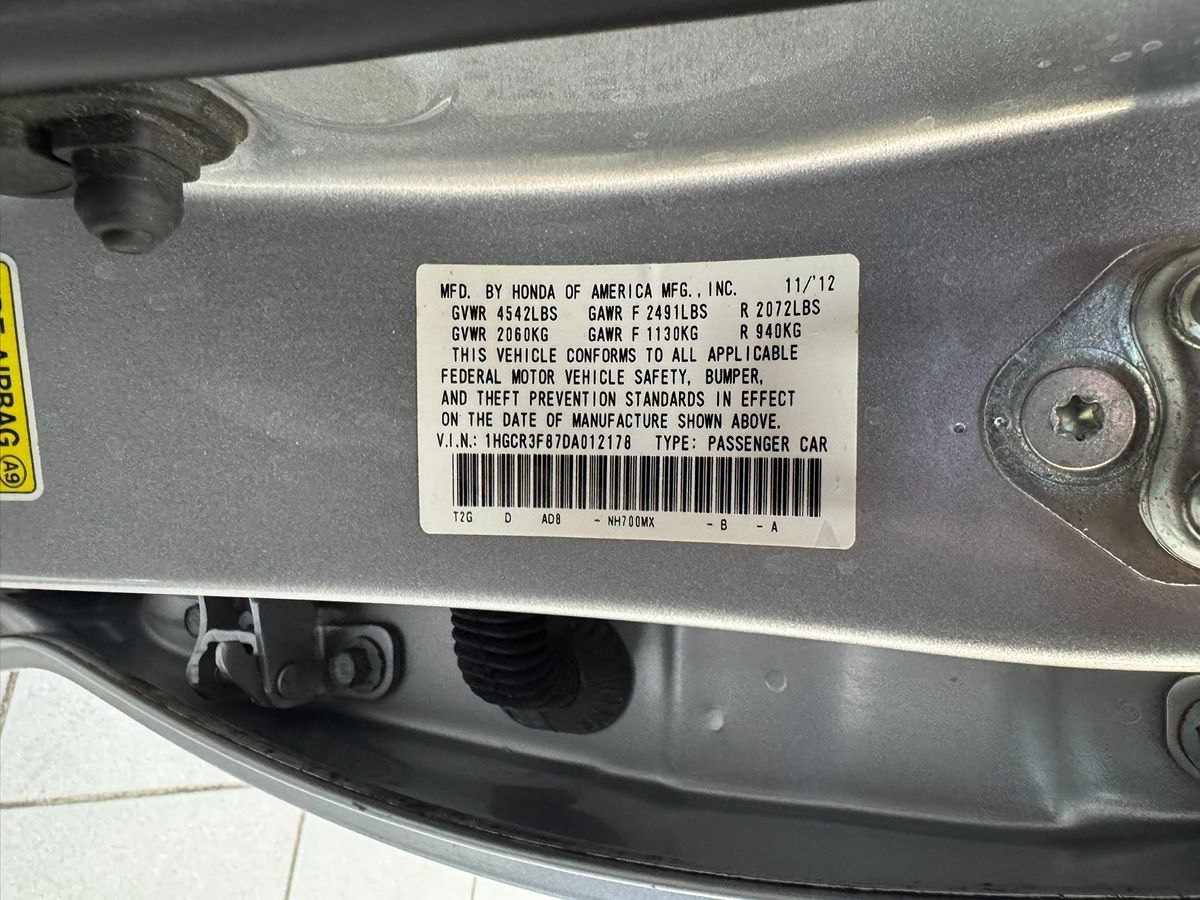 MFD. BY HONDA OF AMERICA MFG., INC. 11/'12
GVWR 4542LBS GAWR F 2491LBS R 2072LBS
GVWR 2060KG GAWR F 1130KG R 940KG
THIS VEHICLE CONFORMS TO ALL APPLICABLE
FEDERAL MOTOR VEHICLE SAFETY, BUMPER,
AND THEFT PREVENTION STANDARDS IN EFFECT
ON THE DATE OF MANUFACTURE SHOWN ABOVE.
V.I.N.: 1HGCR3F87DA012178 TYPE: PASSENGER CAR
T2G D AD8 - NH700MX - B - A
AIRBAG A9